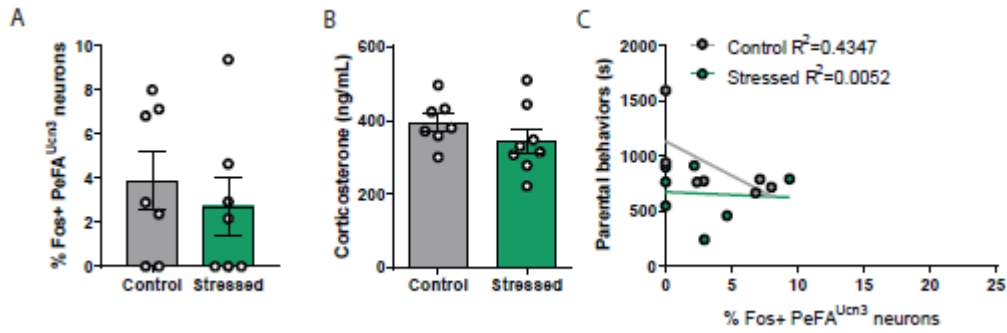 A
% Fos+ PeFA^Ucn3 neurons
10
8
6
4
2
0
Control Stressed
B
Corticosterone (ng/mL)
600
400
200
0
Control Stressed
C
Parental behaviors (s)
2000
1500
1000
500
0
Control R²=0.4347
Stressed R²=0.0052
0 5 10 15 20 25
% Fos+ PeFA^Ucn3 neurons